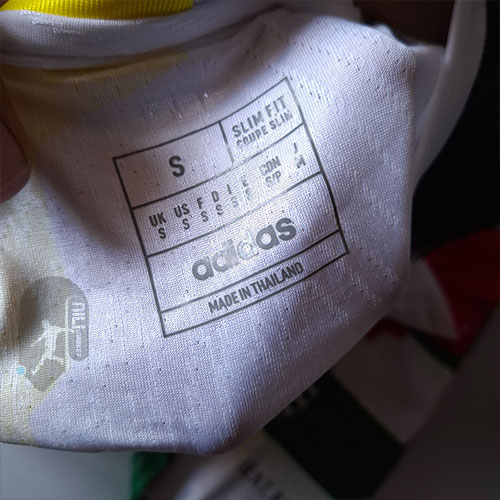 S
SLIM FIT
COUPE SLIM
UK US F D I E CDN J
S S S S S S S/P M
adidas
MADE IN THAILAND